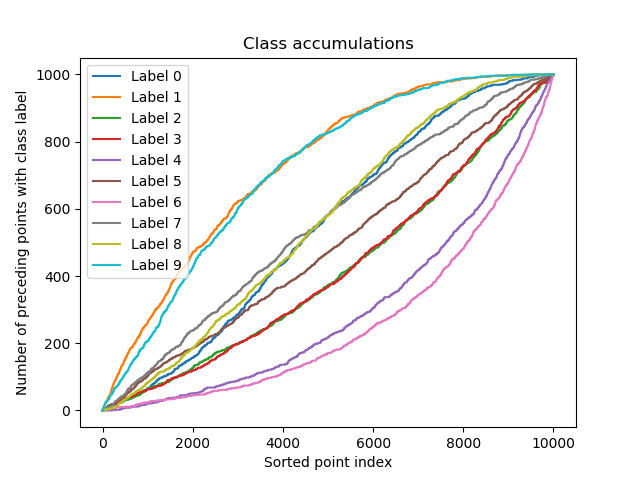 Class accumulations
Number of preceding points with class label
1000
800
600
400
200
0
Label 0
Label 1
Label 2
Label 3
Label 4
Label 5
Label 6
Label 7
Label 8
Label 9
0 2000 4000 6000 8000 10000
Sorted point index